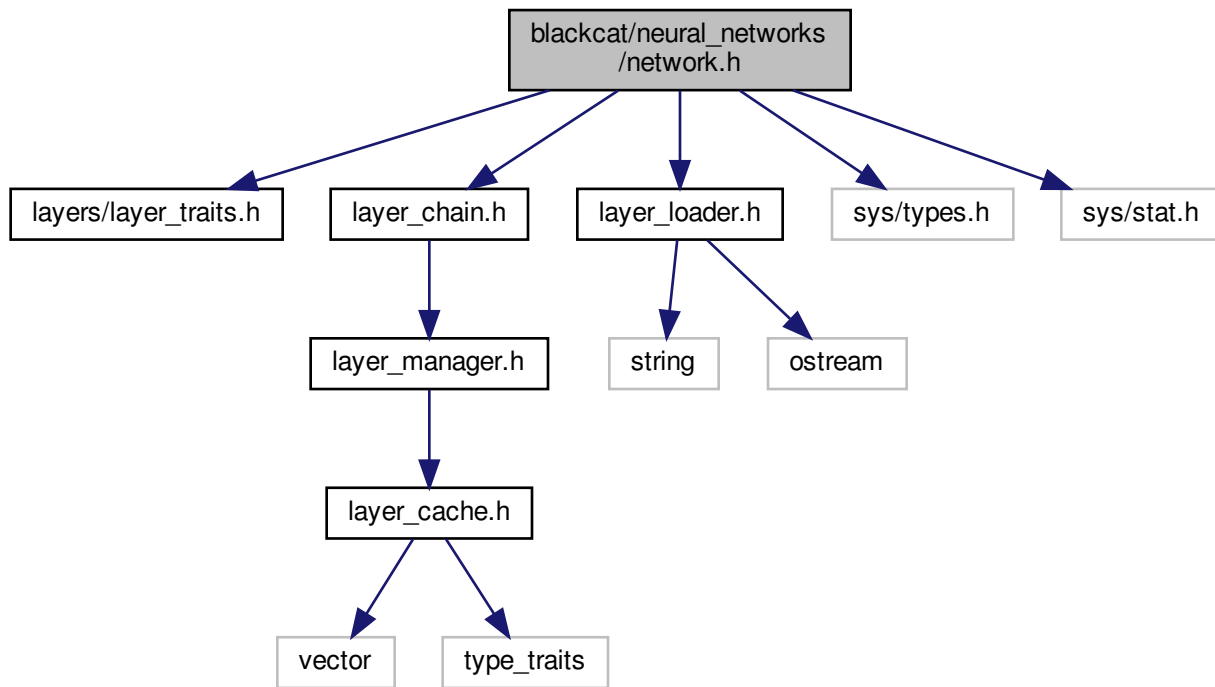 blackcat/neural_networks
/network.h
layers/layer_traits.h
layer_chain.h
layer_loader.h
sys/types.h
sys/stat.h
layer_manager.h
string
ostream
layer_cache.h
vector
type_traits